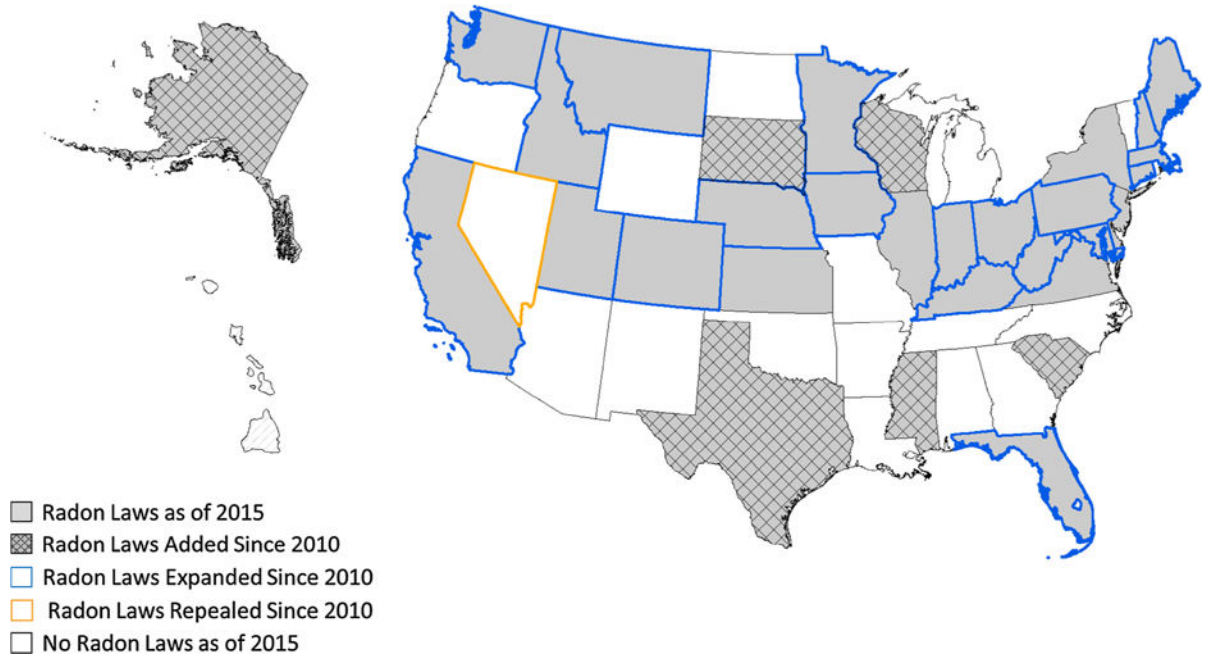 Radon Laws as of 2015
Radon Laws Added Since 2010
Radon Laws Expanded Since 2010
Radon Laws Repealed Since 2010
No Radon Laws as of 2015